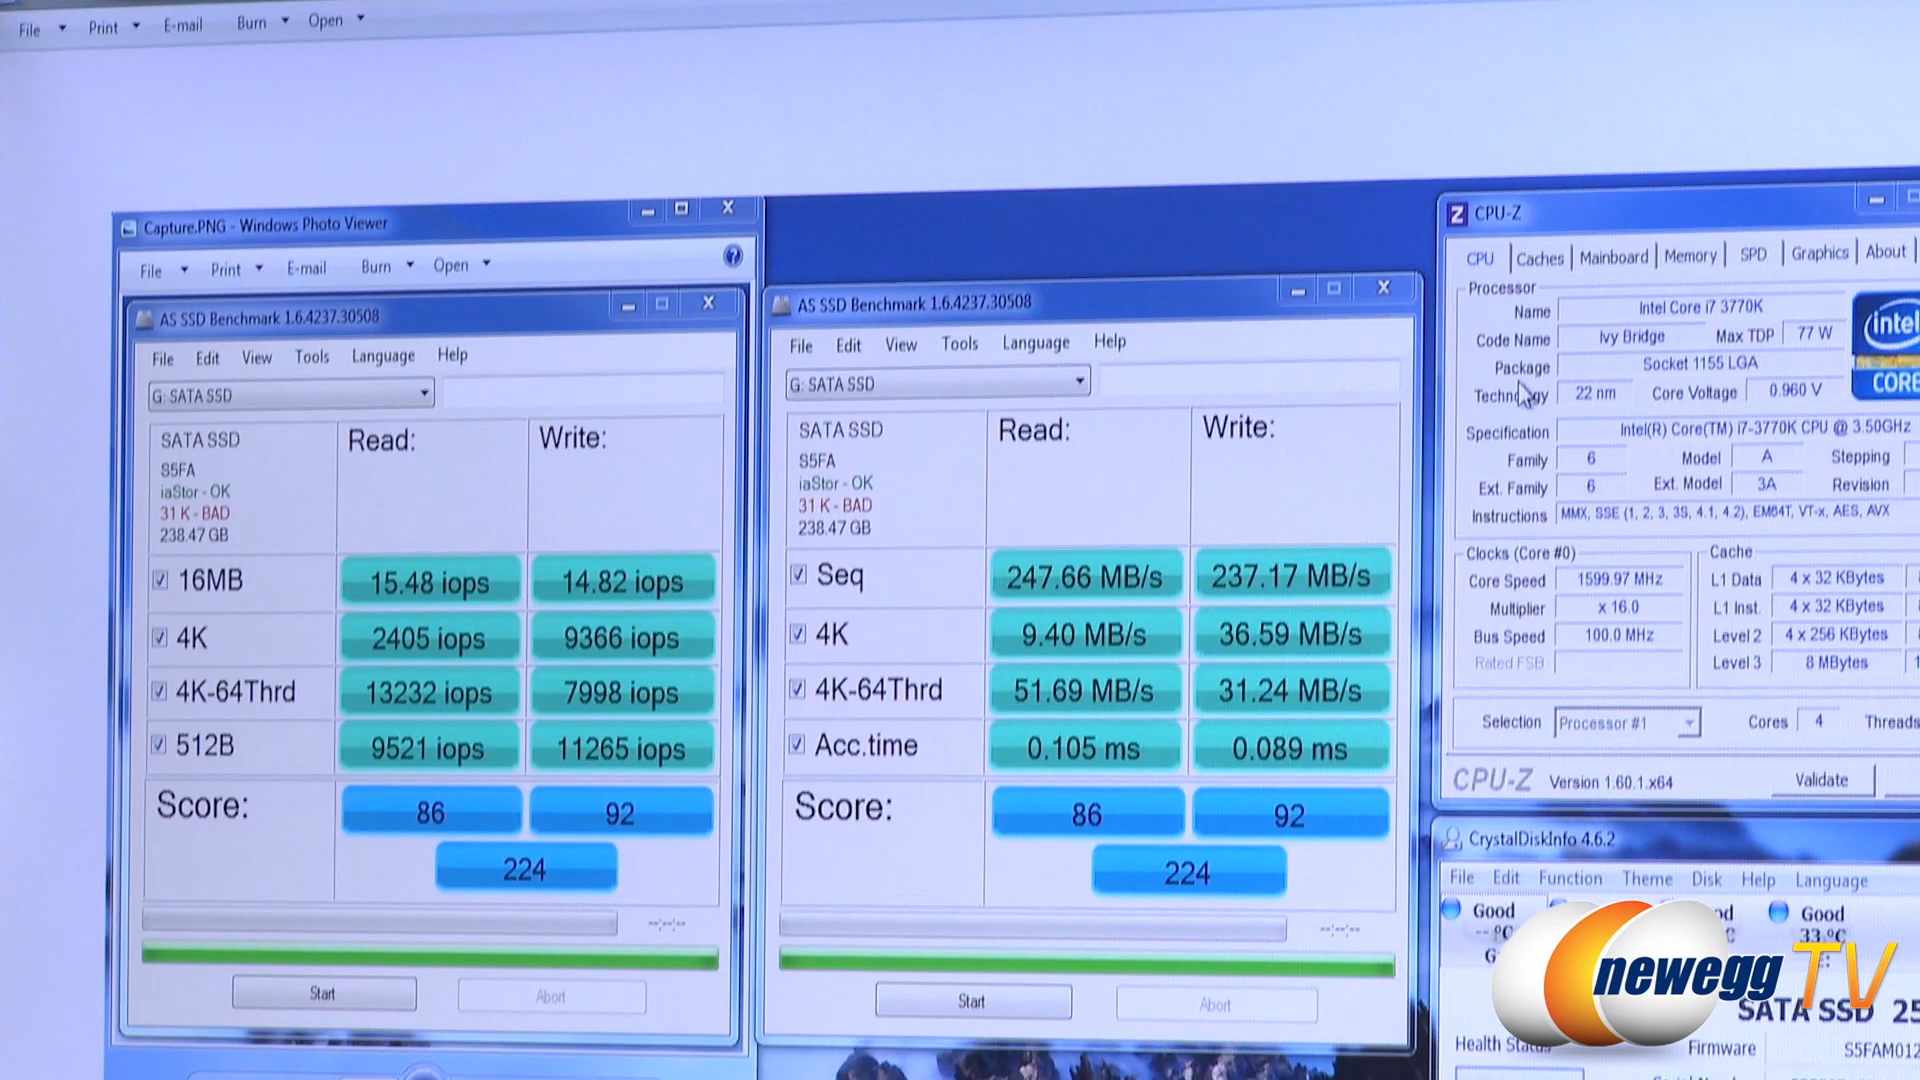 File Print E-mail Burn Open
Capture.PNG - Windows Photo Viewer
File Print E-mail Burn Open
AS SSD Benchmark 1.6.4237.30508
File Edit View Tools Language Help
G: SATA SSD
SATA SSD
S5FA
iaStor - OK
31 K - BAD
238.47 GB
Read: Write:
16MB 15.48 iops 14.82 iops
4K 2405 iops 9366 iops
4K-64Thrd 13232 iops 7998 iops
512B 9521 iops 11265 iops
Score: 86 92
224
--:--:--
Start Abort
AS SSD Benchmark 1.6.4237.30508
File Edit View Tools Language Help
G: SATA SSD
SATA SSD
S5FA
iaStor - OK
31 K - BAD
238.47 GB
Read: Write:
Seq 247.66 MB/s 237.17 MB/s
4K 9.40 MB/s 36.59 MB/s
4K-64Thrd 51.69 MB/s 31.24 MB/s
Acc.time 0.105 ms 0.089 ms
Score: 86 92
224
--:--:--
Start Abort
Z CPU-Z
CPU Caches Mainboard Memory SPD Graphics About
Processor
Name Intel Core i7 3770K
Code Name Ivy Bridge Max TDP 77 W
Package Socket 1155 LGA
Technology 22 nm Core Voltage 0.960 V
intel
CORE
Specification Intel(R) Core(TM) i7-3770K CPU @ 3.50GHz
Family 6 Model A Stepping
Ext. Family 6 Ext. Model 3A Revision
Instructions MMX, SSE (1, 2, 3, 3S, 4.1, 4.2), EM64T, VT-x, AES, AVX
Clocks (Core #0)
Core Speed 1599.97 MHz
Multiplier x 16.0
Bus Speed 100.0 MHz
Rated FSB
Cache
L1 Data 4 x 32 KBytes
L1 Inst. 4 x 32 KBytes
Level 2 4 x 256 KBytes
Level 3 8 MBytes
Selection Processor #1 Cores 4 Threads
CPU-Z Version 1.60.1.x64 Validate
CrystalDiskInfo 4.6.2
File Edit Function Theme Disk Help Language
Good Good
-- °C 33 °C
newegg TV
SATA SSD 25
Health Status Firmware S5FAM012